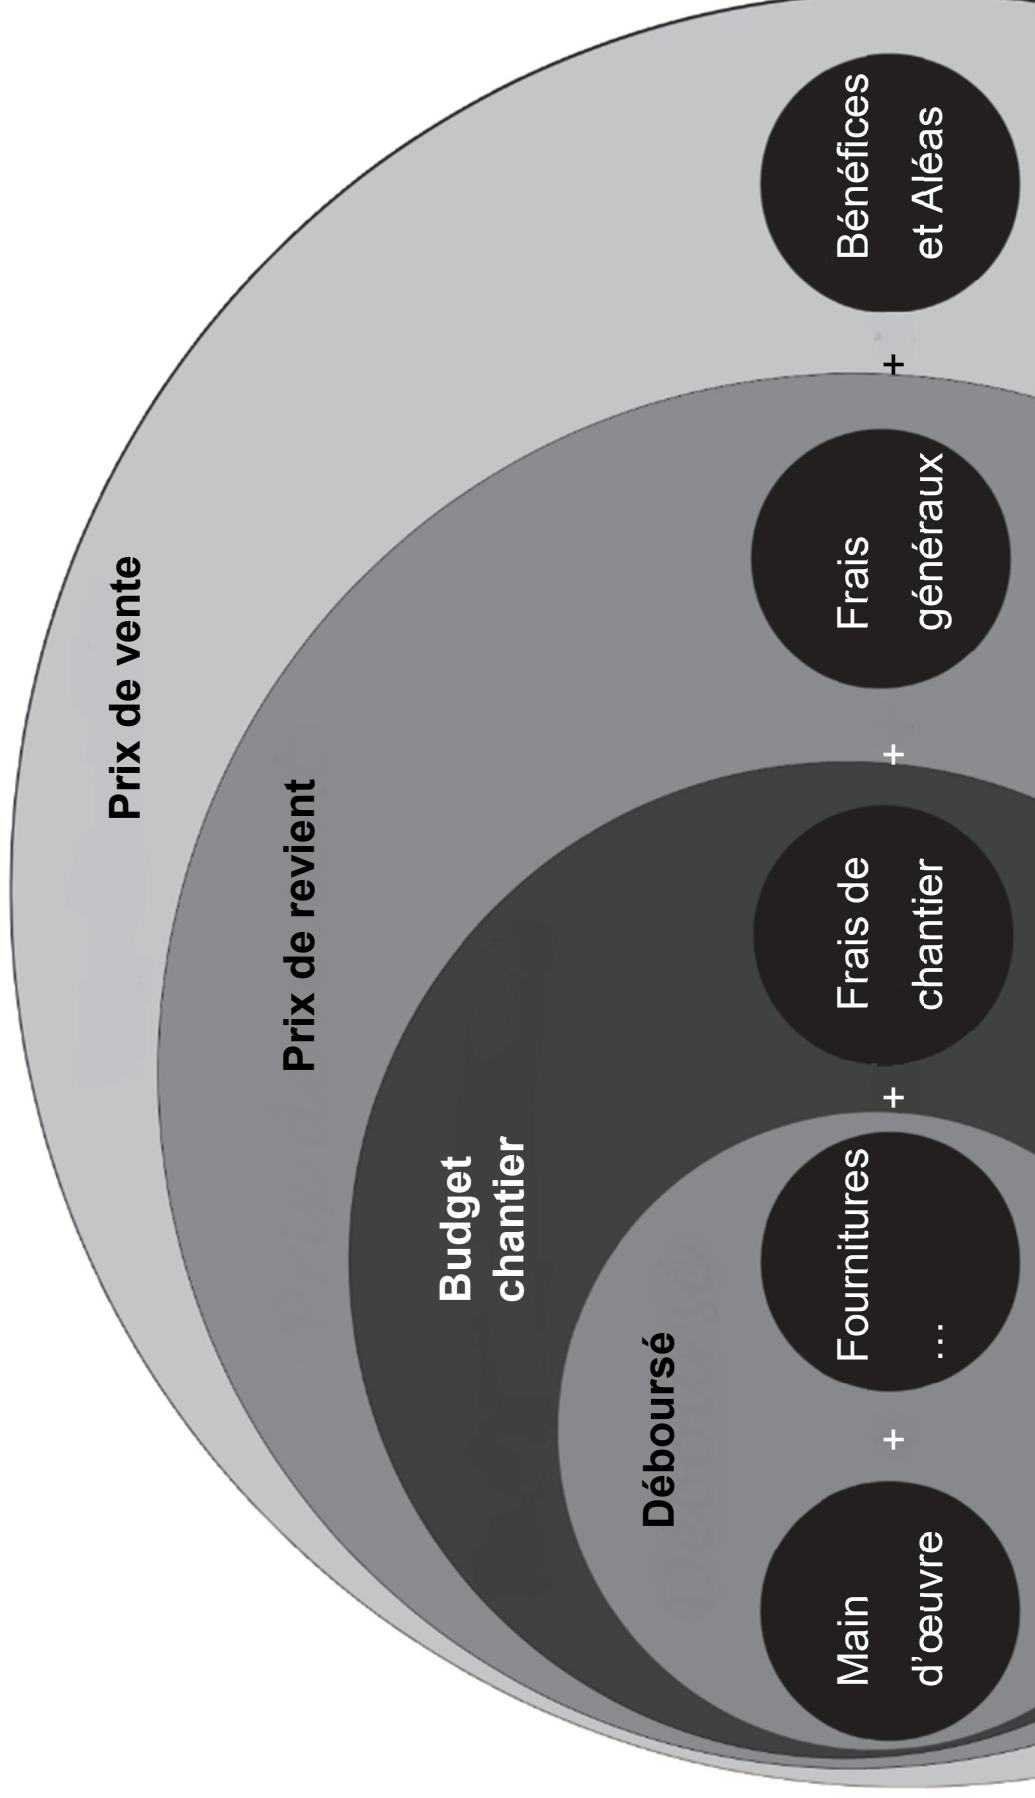 Prix de vente
Prix de revient
Budget
chantier
Déboursé
Main
d’œuvre
+
Fournitures
…
+
Frais de
chantier
+
Frais
généraux
+
Bénéfices
et Aléas